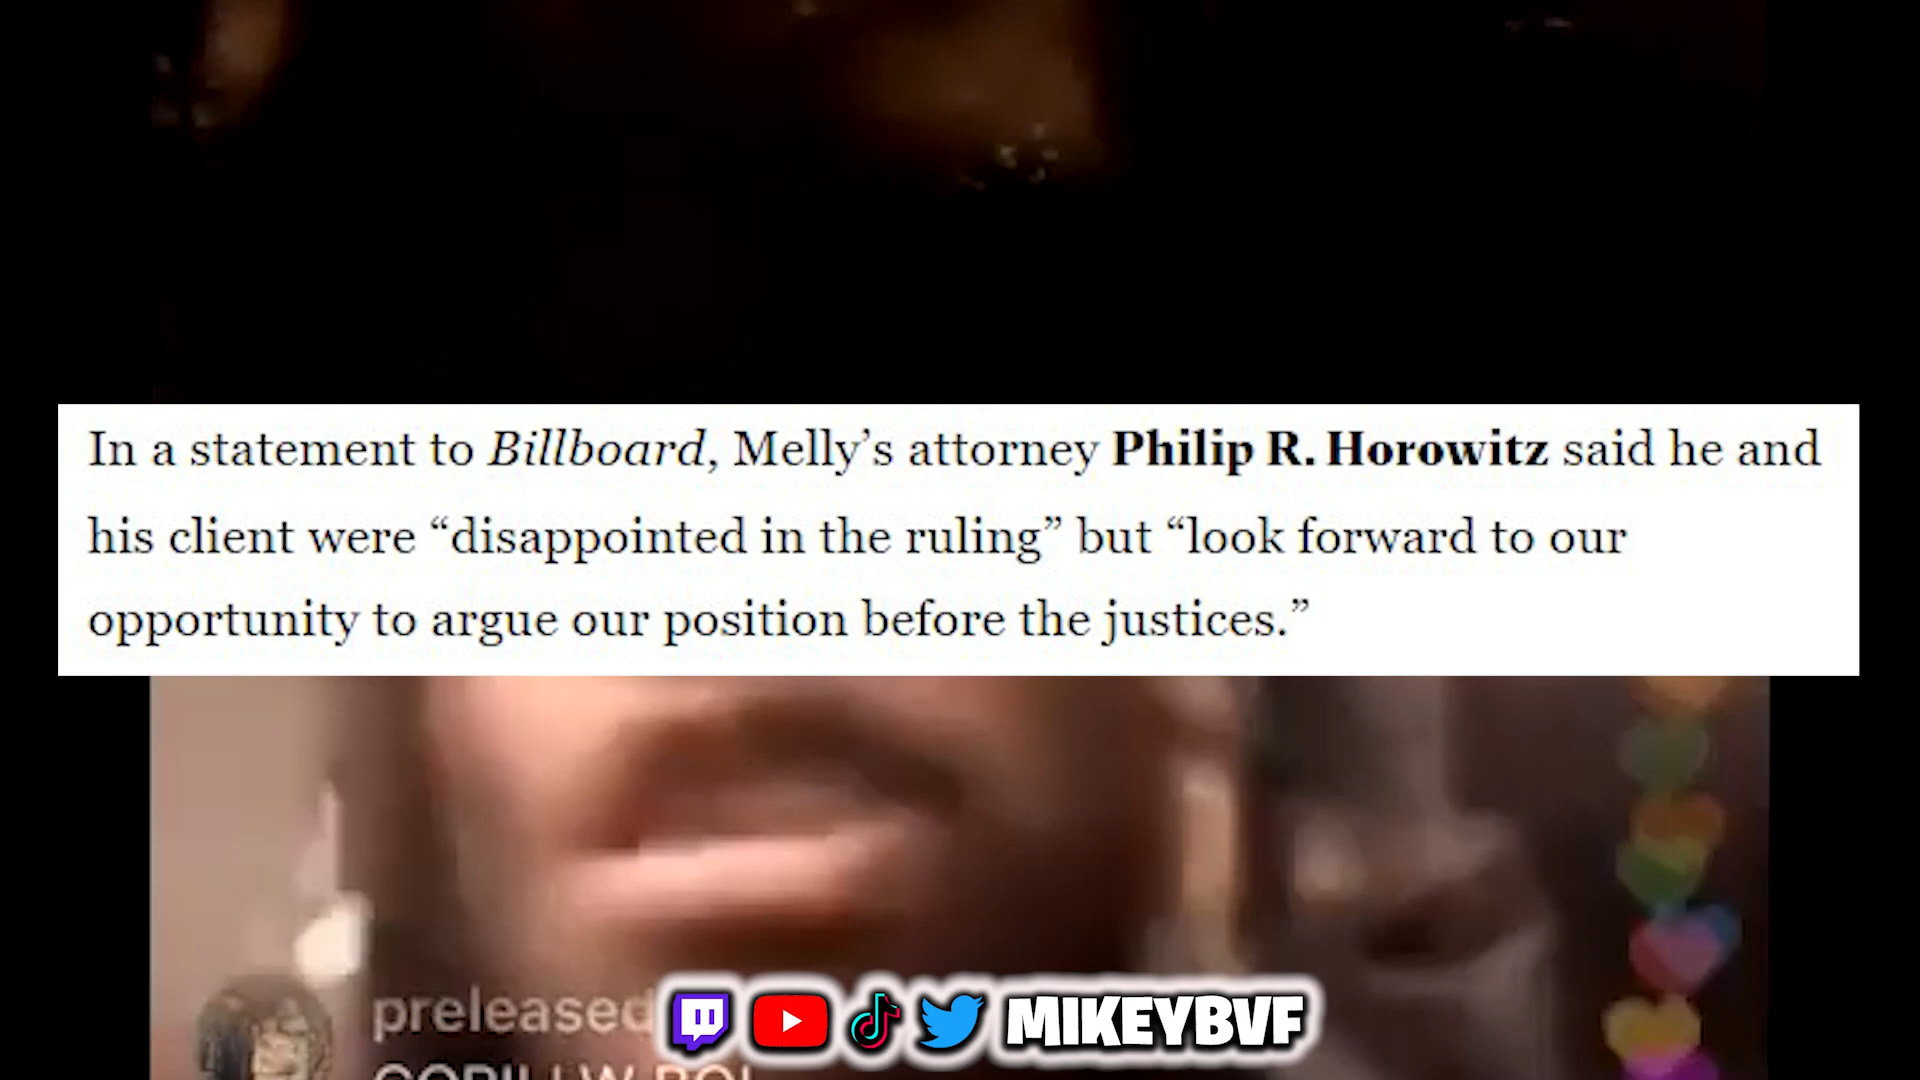 In a statement to Billboard, Melly’s attorney Philip R. Horowitz said he and
his client were “disappointed in the ruling” but “look forward to our
opportunity to argue our position before the justices.”
preleased
MIKEYBVF